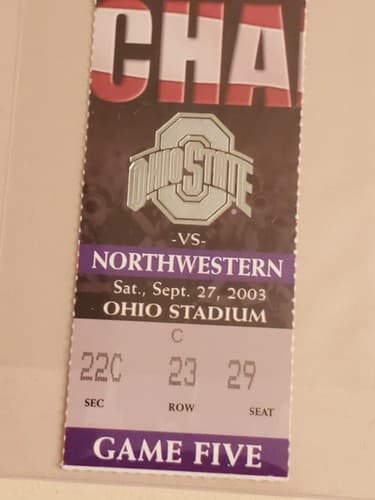 CHA
OHIO STATE
-VS-
NORTHWESTERN
Sat., Sept. 27, 2003
OHIO STADIUM
C
22C 23 29
SEC ROW SEAT
GAME FIVE